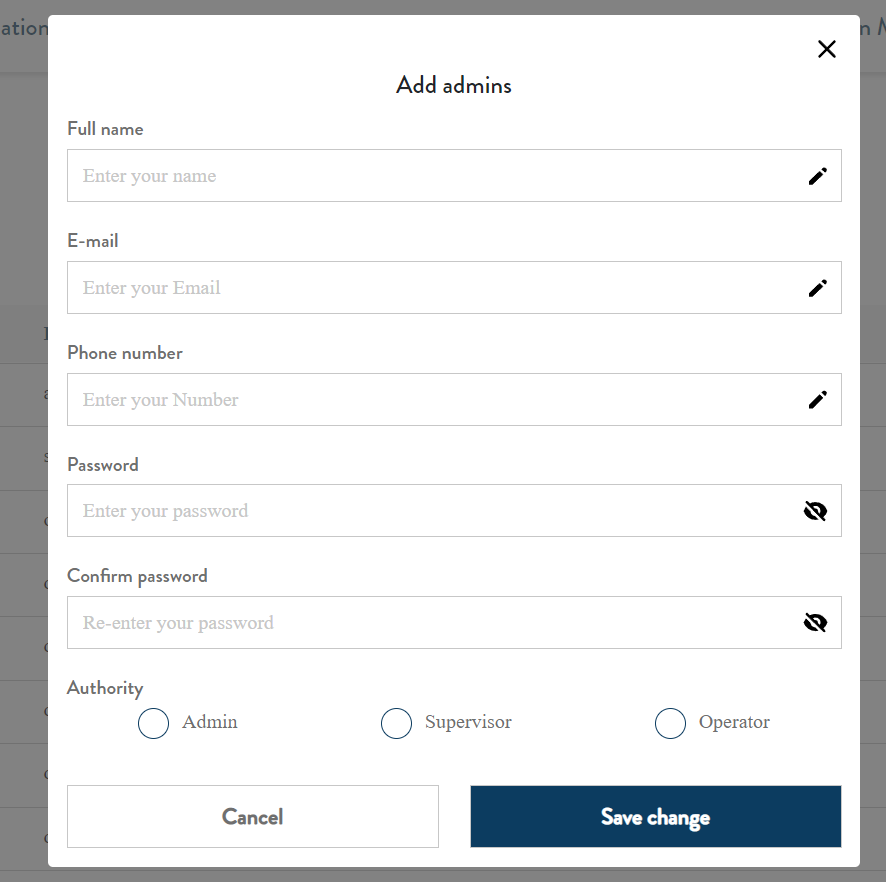 Add admins
Full name
Enter your name
E-mail
Enter your Email
Phone number
Enter your Number
Password
Enter your password
Confirm password
Re-enter your password
Authority
Admin Supervisor Operator
Cancel Save change